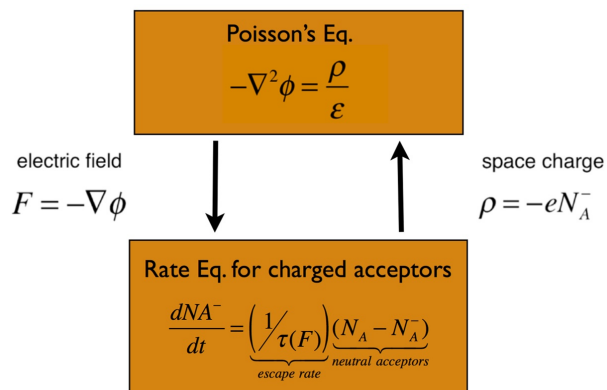 Poisson's Eq.
−∇²ϕ = ρ/ε
electric field
F = −∇ϕ
space charge
ρ = −eN_A^−
Rate Eq. for charged acceptors
dNA^−/dt = (1/τ(F)) (N_A − N_A^−)
escape rate neutral acceptors